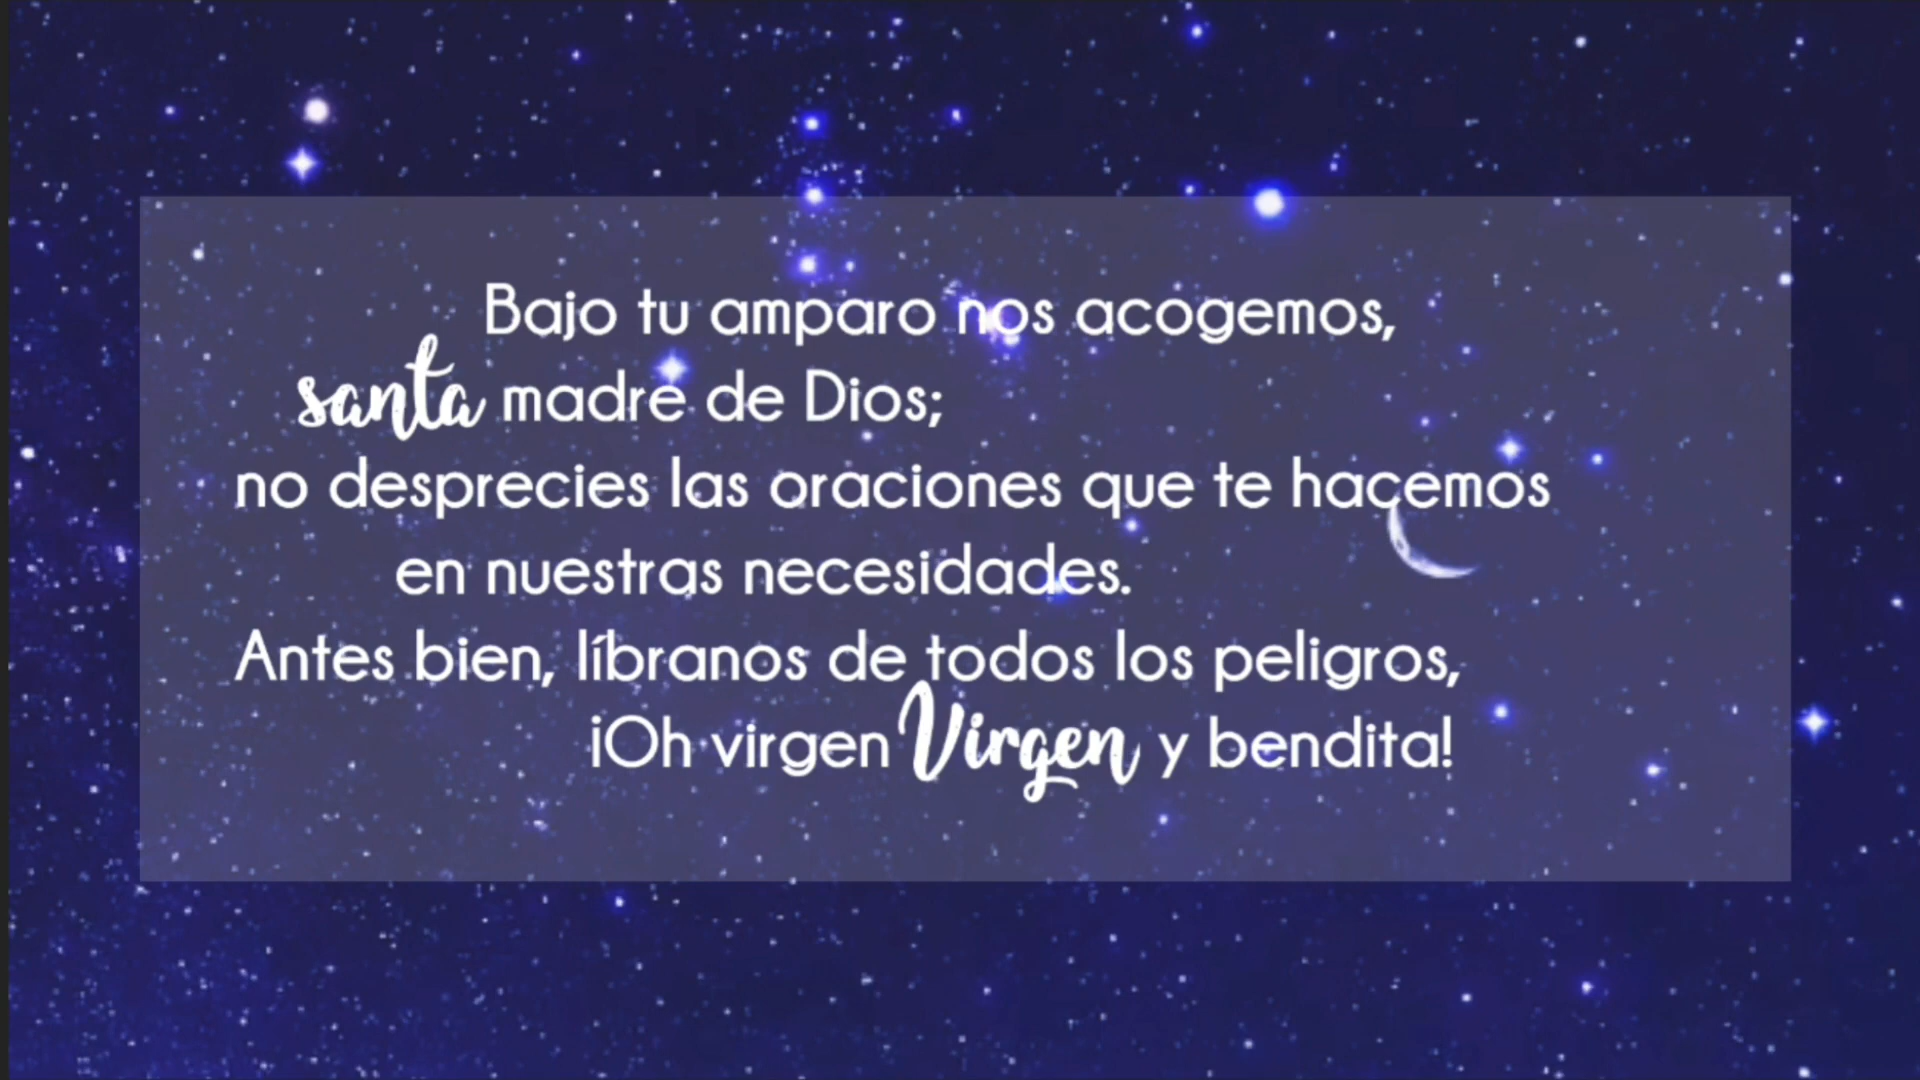 Bajo tu amparo nos acogemos,
santa madre de Dios;
no desprecies las oraciones que te hacemos
en nuestras necesidades.
Antes bien, líbranos de todos los peligros,
¡Oh virgen Virgen y bendita!